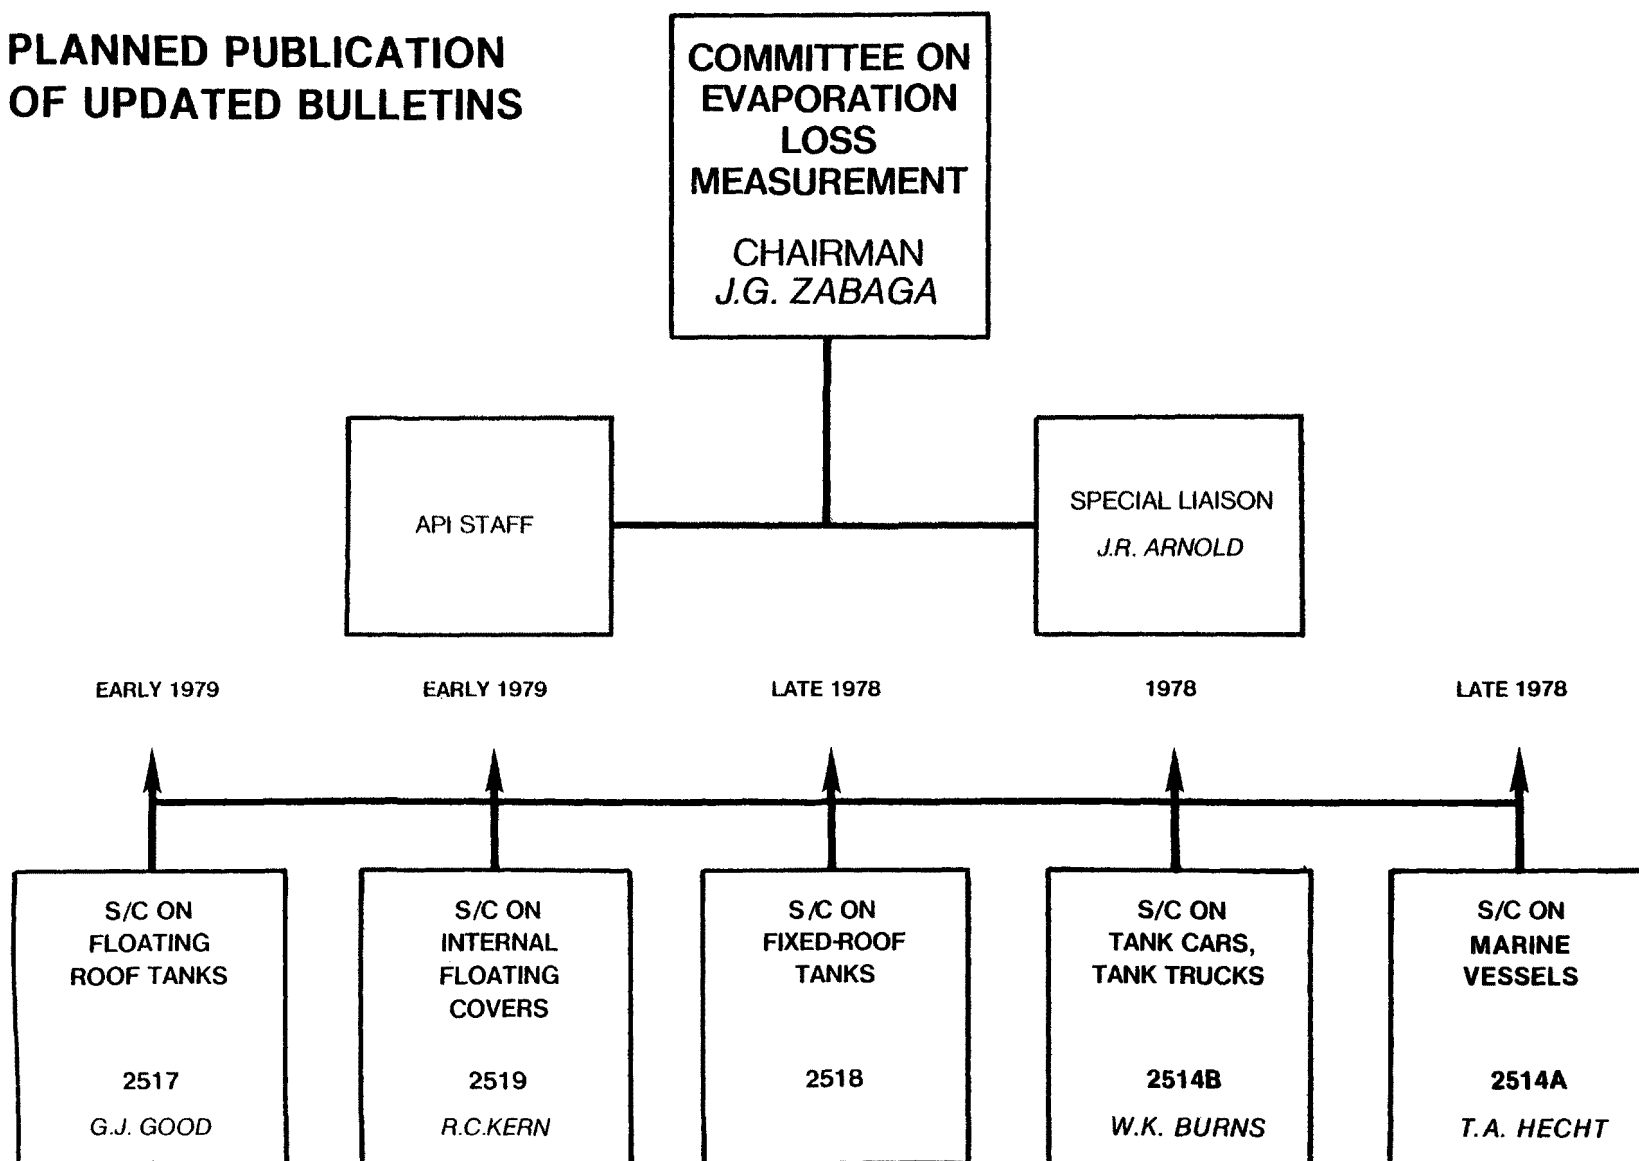 PLANNED PUBLICATION
OF UPDATED BULLETINS
COMMITTEE ON
EVAPORATION
LOSS
MEASUREMENT
CHAIRMAN
J.G. ZABAGA
API STAFF
SPECIAL LIAISON
J.R. ARNOLD
EARLY 1979
EARLY 1979
LATE 1978
1978
LATE 1978
S/C ON
FLOATING
ROOF TANKS
2517
G.J. GOOD
S/C ON
INTERNAL
FLOATING
COVERS
2519
R.C.KERN
S/C ON
FIXED-ROOF
TANKS
2518
S/C ON
TANK CARS,
TANK TRUCKS
2514B
W.K. BURNS
S/C ON
MARINE
VESSELS
2514A
T.A. HECHT